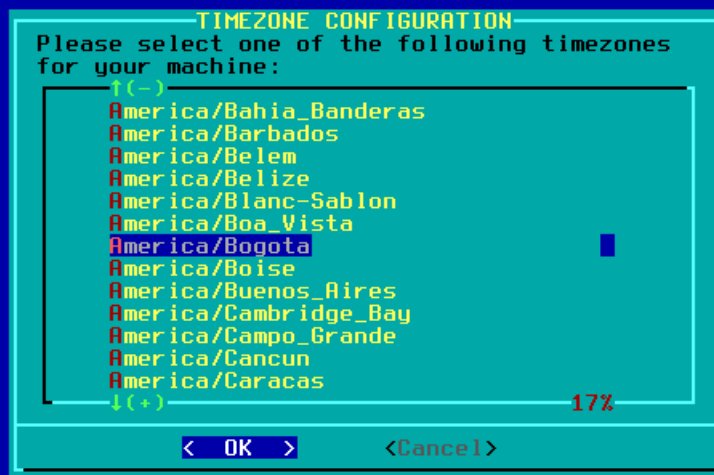 TIMEZONE CONFIGURATION
Please select one of the following timezones
for your machine:
↑(-)
America/Bahia_Banderas
America/Barbados
America/Belem
America/Belize
America/Blanc-Sablon
America/Boa_Vista
America/Bogota
America/Boise
America/Buenos_Aires
America/Cambridge_Bay
America/Campo_Grande
America/Cancun
America/Caracas
↓(+) 17%
< OK > <Cancel>